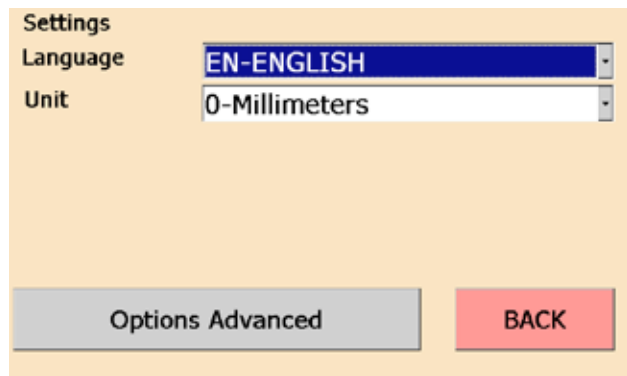 Settings
Language EN-ENGLISH
Unit 0-Millimeters
Options Advanced BACK